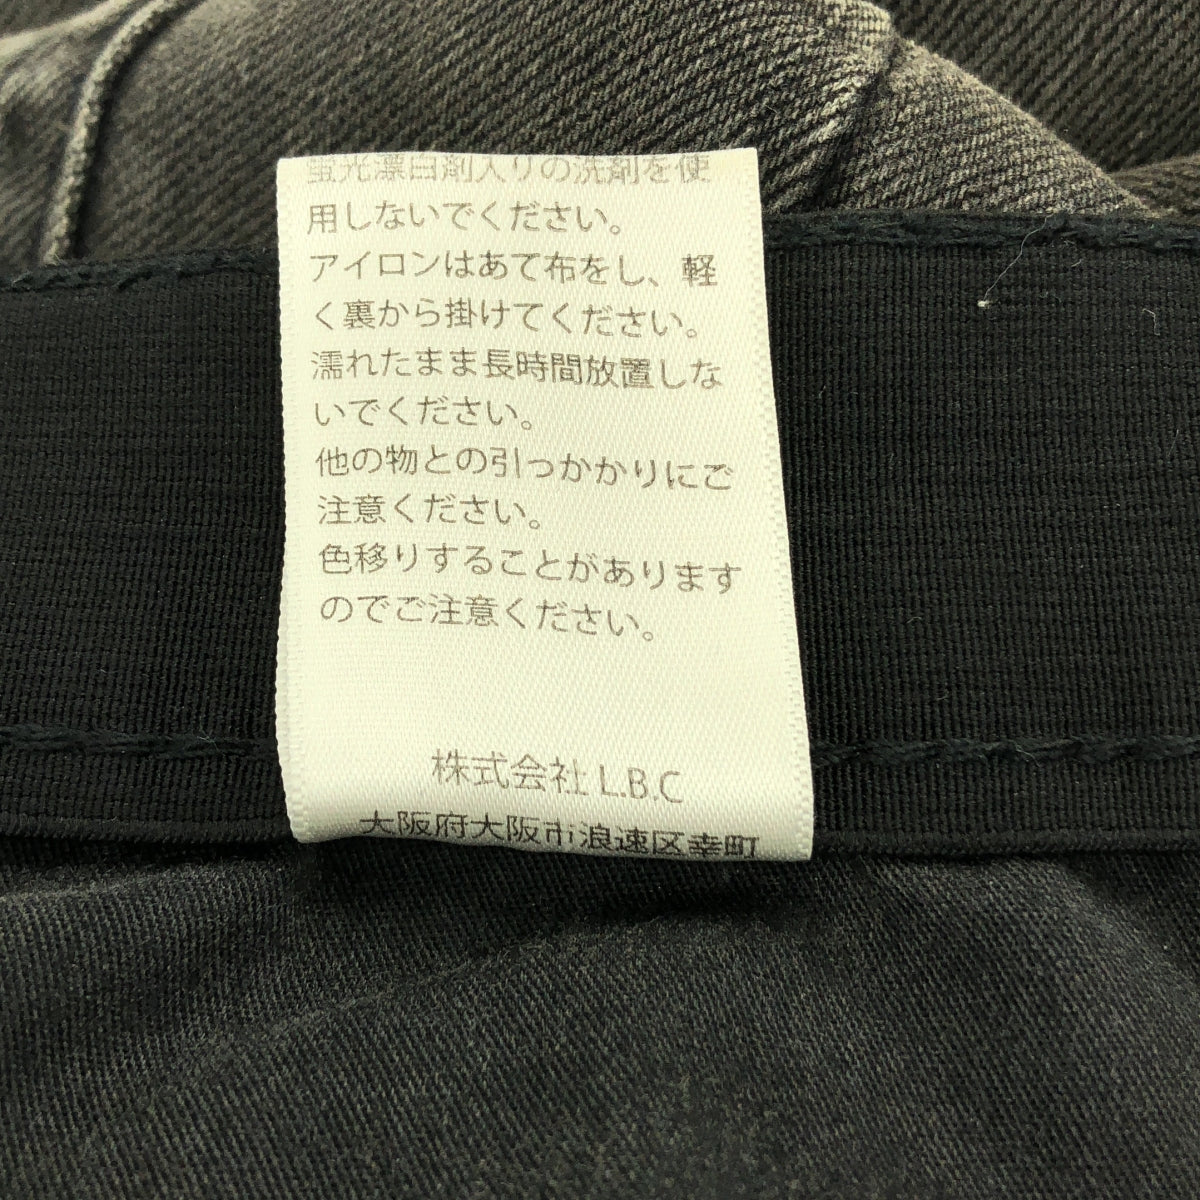 蛍光漂白剤入りの洗剤を使
用しないでください。
アイロンはあて布をし、軽
く裏から掛けてください。
濡れたまま長時間放置しな
いでください。
他の物との引っかかりにご
注意ください。
色移りすることがあります
のでご注意ください。
株式会社 L.B.C
大阪府大阪市浪速区幸町